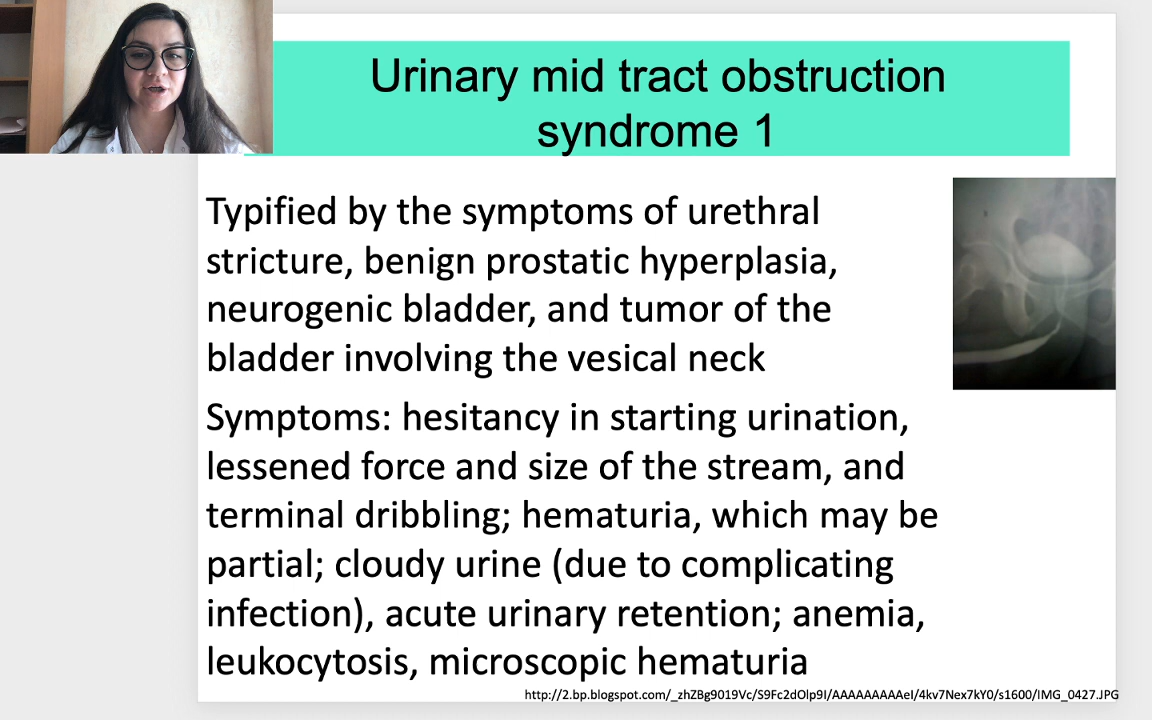 Urinary mid tract obstruction
syndrome 1
Typified by the symptoms of urethral
stricture, benign prostatic hyperplasia,
neurogenic bladder, and tumor of the
bladder involving the vesical neck
Symptoms: hesitancy in starting urination,
lessened force and size of the stream, and
terminal dribbling; hematuria, which may be
partial; cloudy urine (due to complicating
infection), acute urinary retention; anemia,
leukocytosis, microscopic hematuria
http://2.bp.blogspot.com/_zhZBg9019Vc/S9Fc2dOlp9I/AAAAAAAAAeI/4kv7Nex7kY0/s1600/IMG_0427.JPG